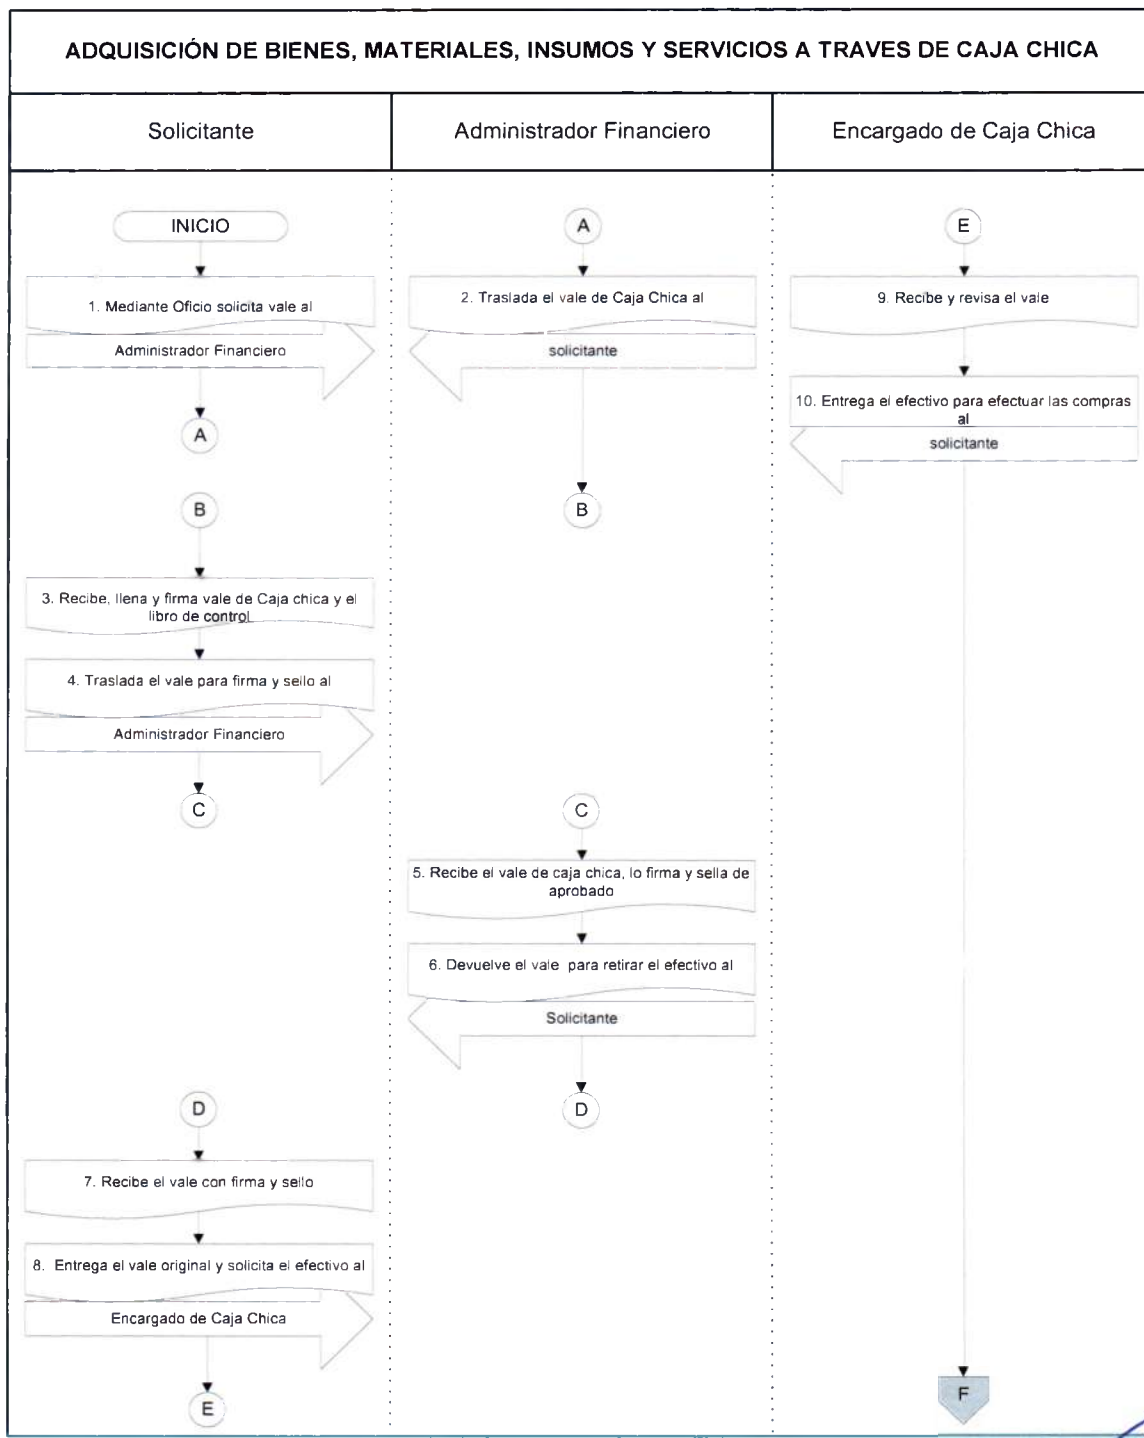 ADQUISICIÓN DE BIENES, MATERIALES, INSUMOS Y SERVICIOS A TRAVES DE CAJA CHICA
Solicitante
Administrador Financiero
Encargado de Caja Chica
INICIO
1. Mediante Oficio solicita vale al
Administrador Financiero
A
B
3. Recibe, llena y firma vale de Caja chica y el
libro de control
4. Traslada el vale para firma y sello al
Administrador Financiero
C
D
7. Recibe el vale con firma y sello
8. Entrega el vale original y solicita el efectivo al
Encargado de Caja Chica
E
A
2. Traslada el vale de Caja Chica al
solicitante
B
C
5. Recibe el vale de caja chica, lo firma y sella de
aprobado
6. Devuelve el vale para retirar el efectivo al
Solicitante
D
E
9. Recibe y revisa el vale
10. Entrega el efectivo para efectuar las compras
al
solicitante
F